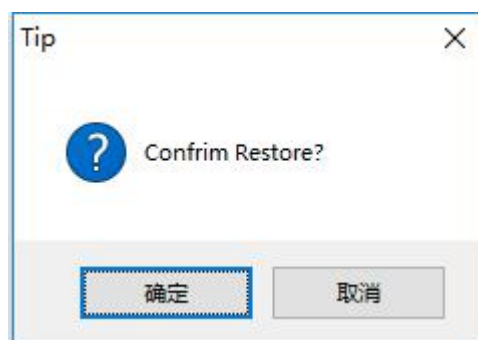 Tip
Confrim Restore?
确定
取消